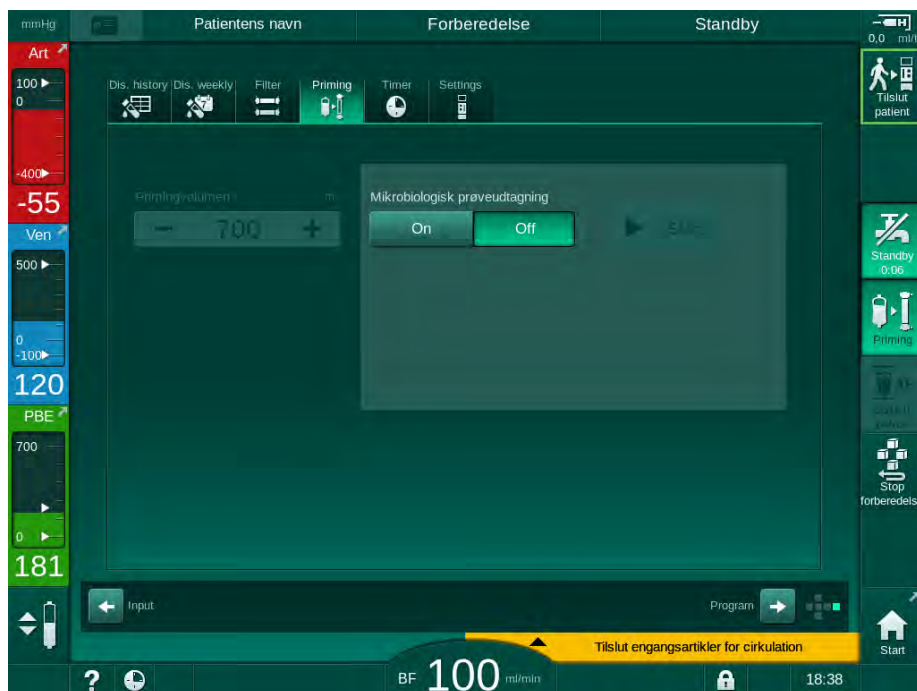 mmHg
Patientens navn
Forberedelse
Standby
0,0 ml/
Art
100
0
-400
-55
Ven
500
0
-100
120
PBE
700
0
181
Dis. history
Dis. weekly
Filter
Priming
Timer
Settings
Primingvolumen
700
Mikrobiologisk prøveudtagning
On
Off
Tilslut
patient
Standby
0:06
Priming
Stop
forberedels
Input
Program
Tilslut engangsartikler for cirkulation
Start
BF 100 ml/min
18:38